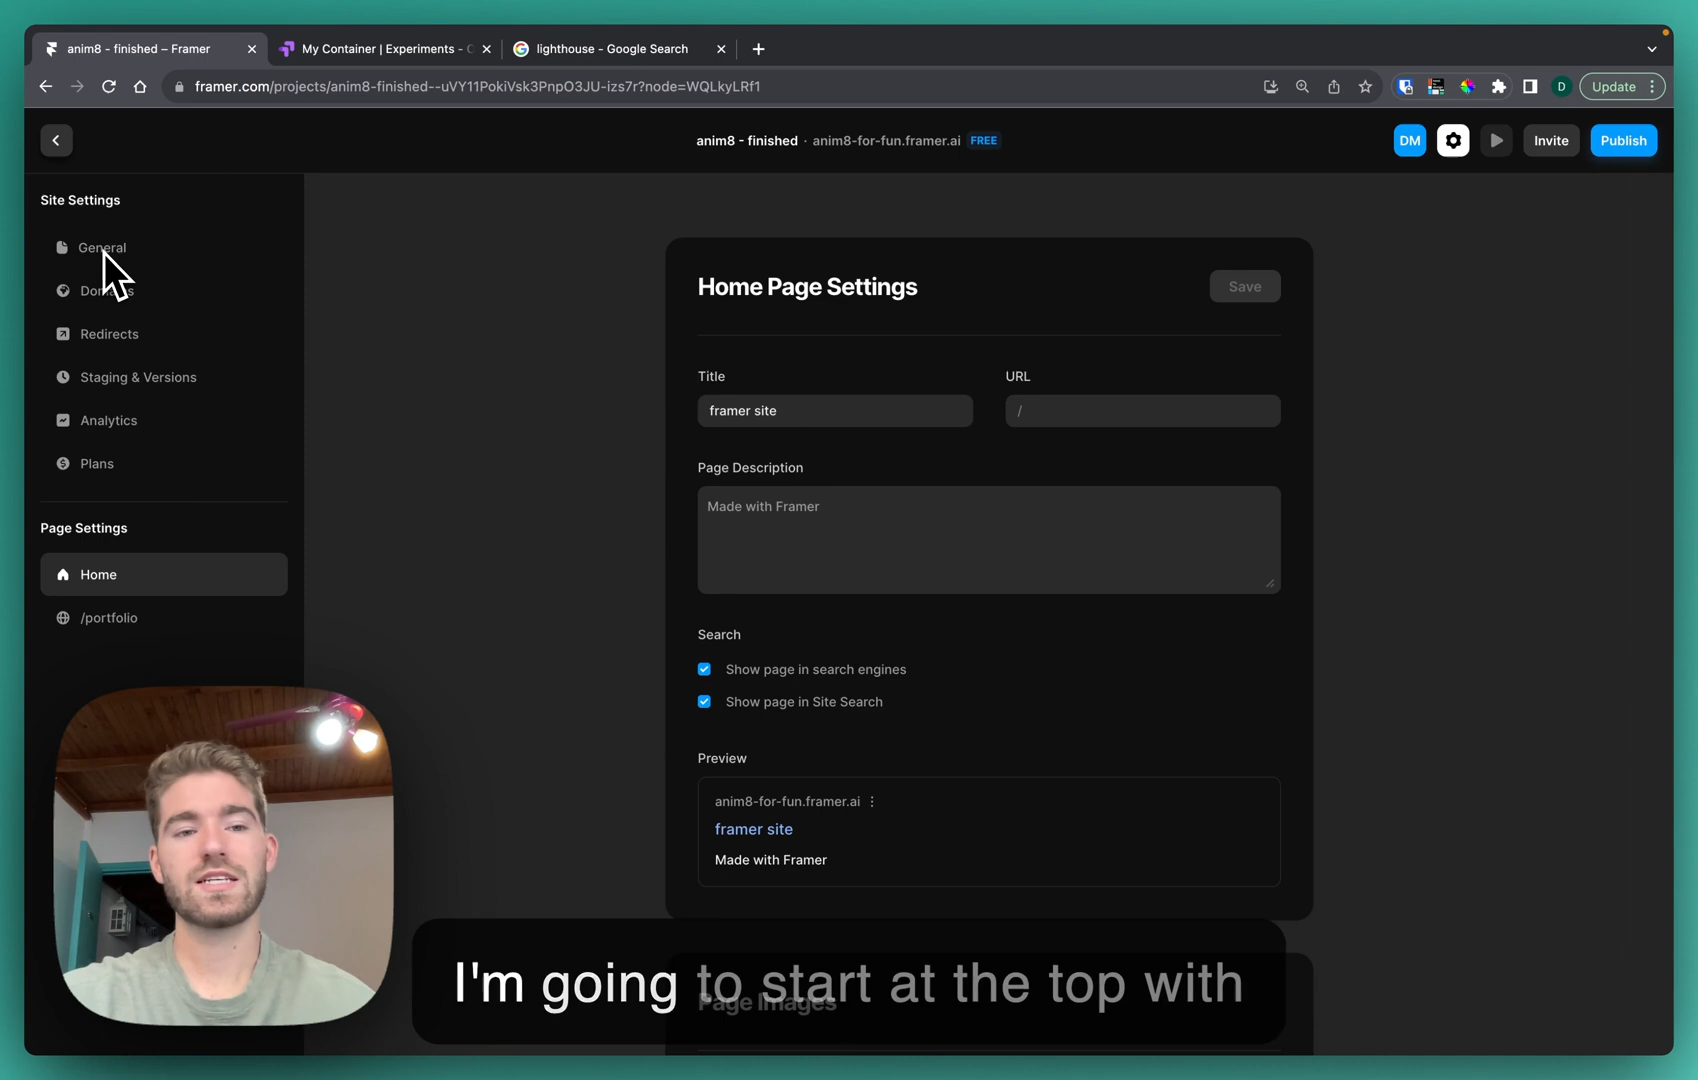 anim8 - finished – Framer
My Container | Experiments -
lighthouse - Google Search
framer.com/projects/anim8-finished--uVY11PokiVsk3PnpO3JU-izs7r?node=WQLkyLRf1
D
Update
anim8 - finished · anim8-for-fun.framer.ai FREE
DM
Invite
Publish
Site Settings
General
Domains
Redirects
Staging & Versions
Analytics
Plans
Page Settings
Home
/portfolio
Home Page Settings
Save
Title
URL
framer site
/
Page Description
Made with Framer
Search
Show page in search engines
Show page in Site Search
Preview
anim8-for-fun.framer.ai
framer site
Made with Framer
I'm going to start at the top with
Page Images